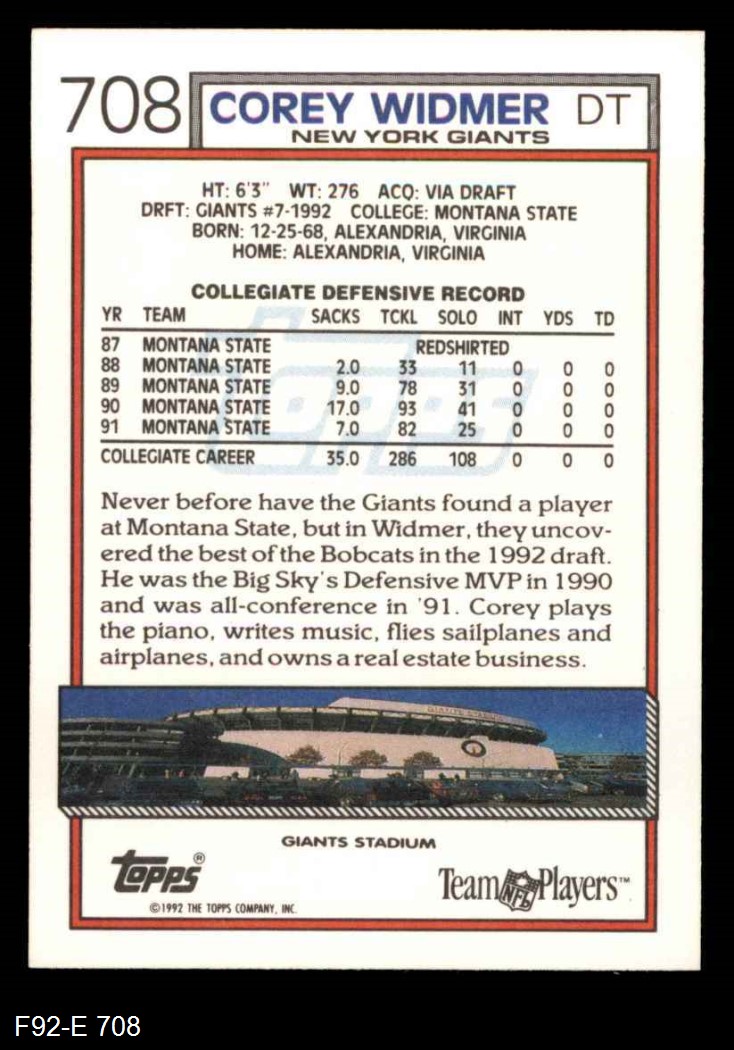 708 COREY WIDMER DT
NEW YORK GIANTS
HT: 6'3" WT: 276 ACQ: VIA DRAFT
DRFT: GIANTS #7-1992 COLLEGE: MONTANA STATE
BORN: 12-25-68, ALEXANDRIA, VIRGINIA
HOME: ALEXANDRIA, VIRGINIA
COLLEGIATE DEFENSIVE RECORD
YR TEAM SACKS TCKL SOLO INT YDS TD
87 MONTANA STATE REDSHIRTED
88 MONTANA STATE 2.0 33 11 0 0 0
89 MONTANA STATE 9.0 78 31 0 0 0
90 MONTANA STATE 17.0 93 41 0 0 0
91 MONTANA STATE 7.0 82 25 0 0 0
COLLEGIATE CAREER 35.0 286 108 0 0 0
topps
Never before have the Giants found a player
at Montana State, but in Widmer, they uncov-
ered the best of the Bobcats in the 1992 draft.
He was the Big Sky's Defensive MVP in 1990
and was all-conference in '91. Corey plays
the piano, writes music, flies sailplanes and
airplanes, and owns a real estate business.
GIANTS STADIUM
GIANTS STADIUM
topps®
©1992 THE TOPPS COMPANY, INC.
Team NFL Players™
F92-E 708